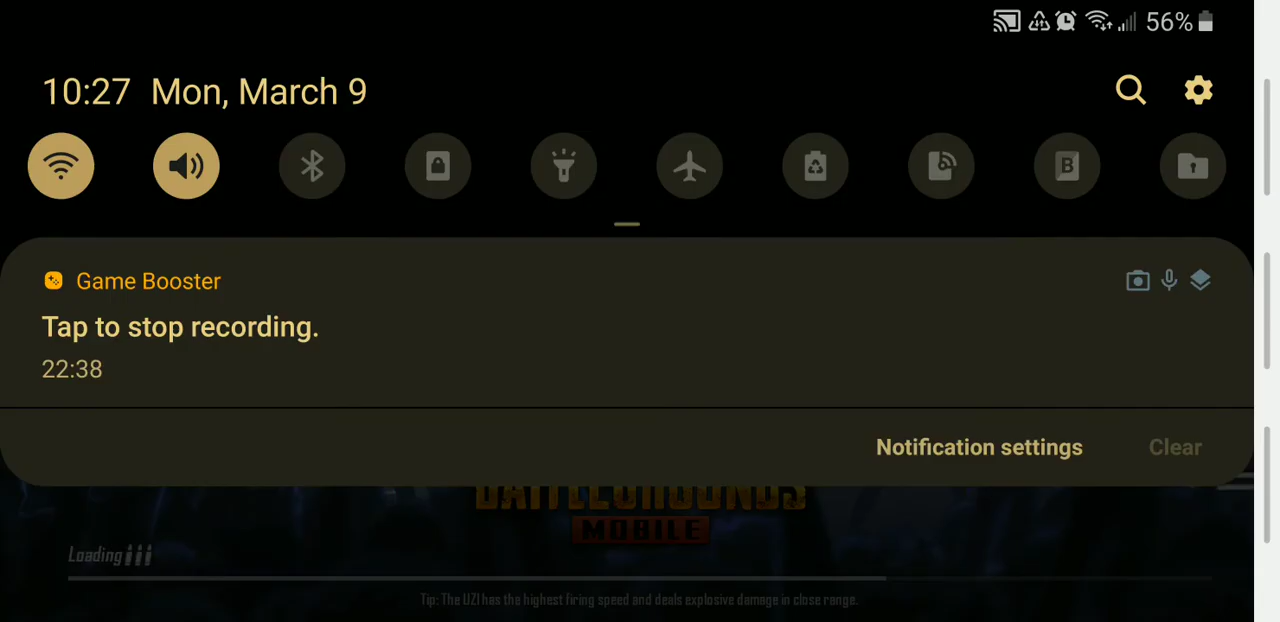 56%
10:27 Mon, March 9
B
Game Booster
Tap to stop recording.
22:38
Notification settings
Clear
BATTLEGROUNDS
MOBILE
Loading
Tip: The UZI has the highest firing speed and deals explosive damage in close range.